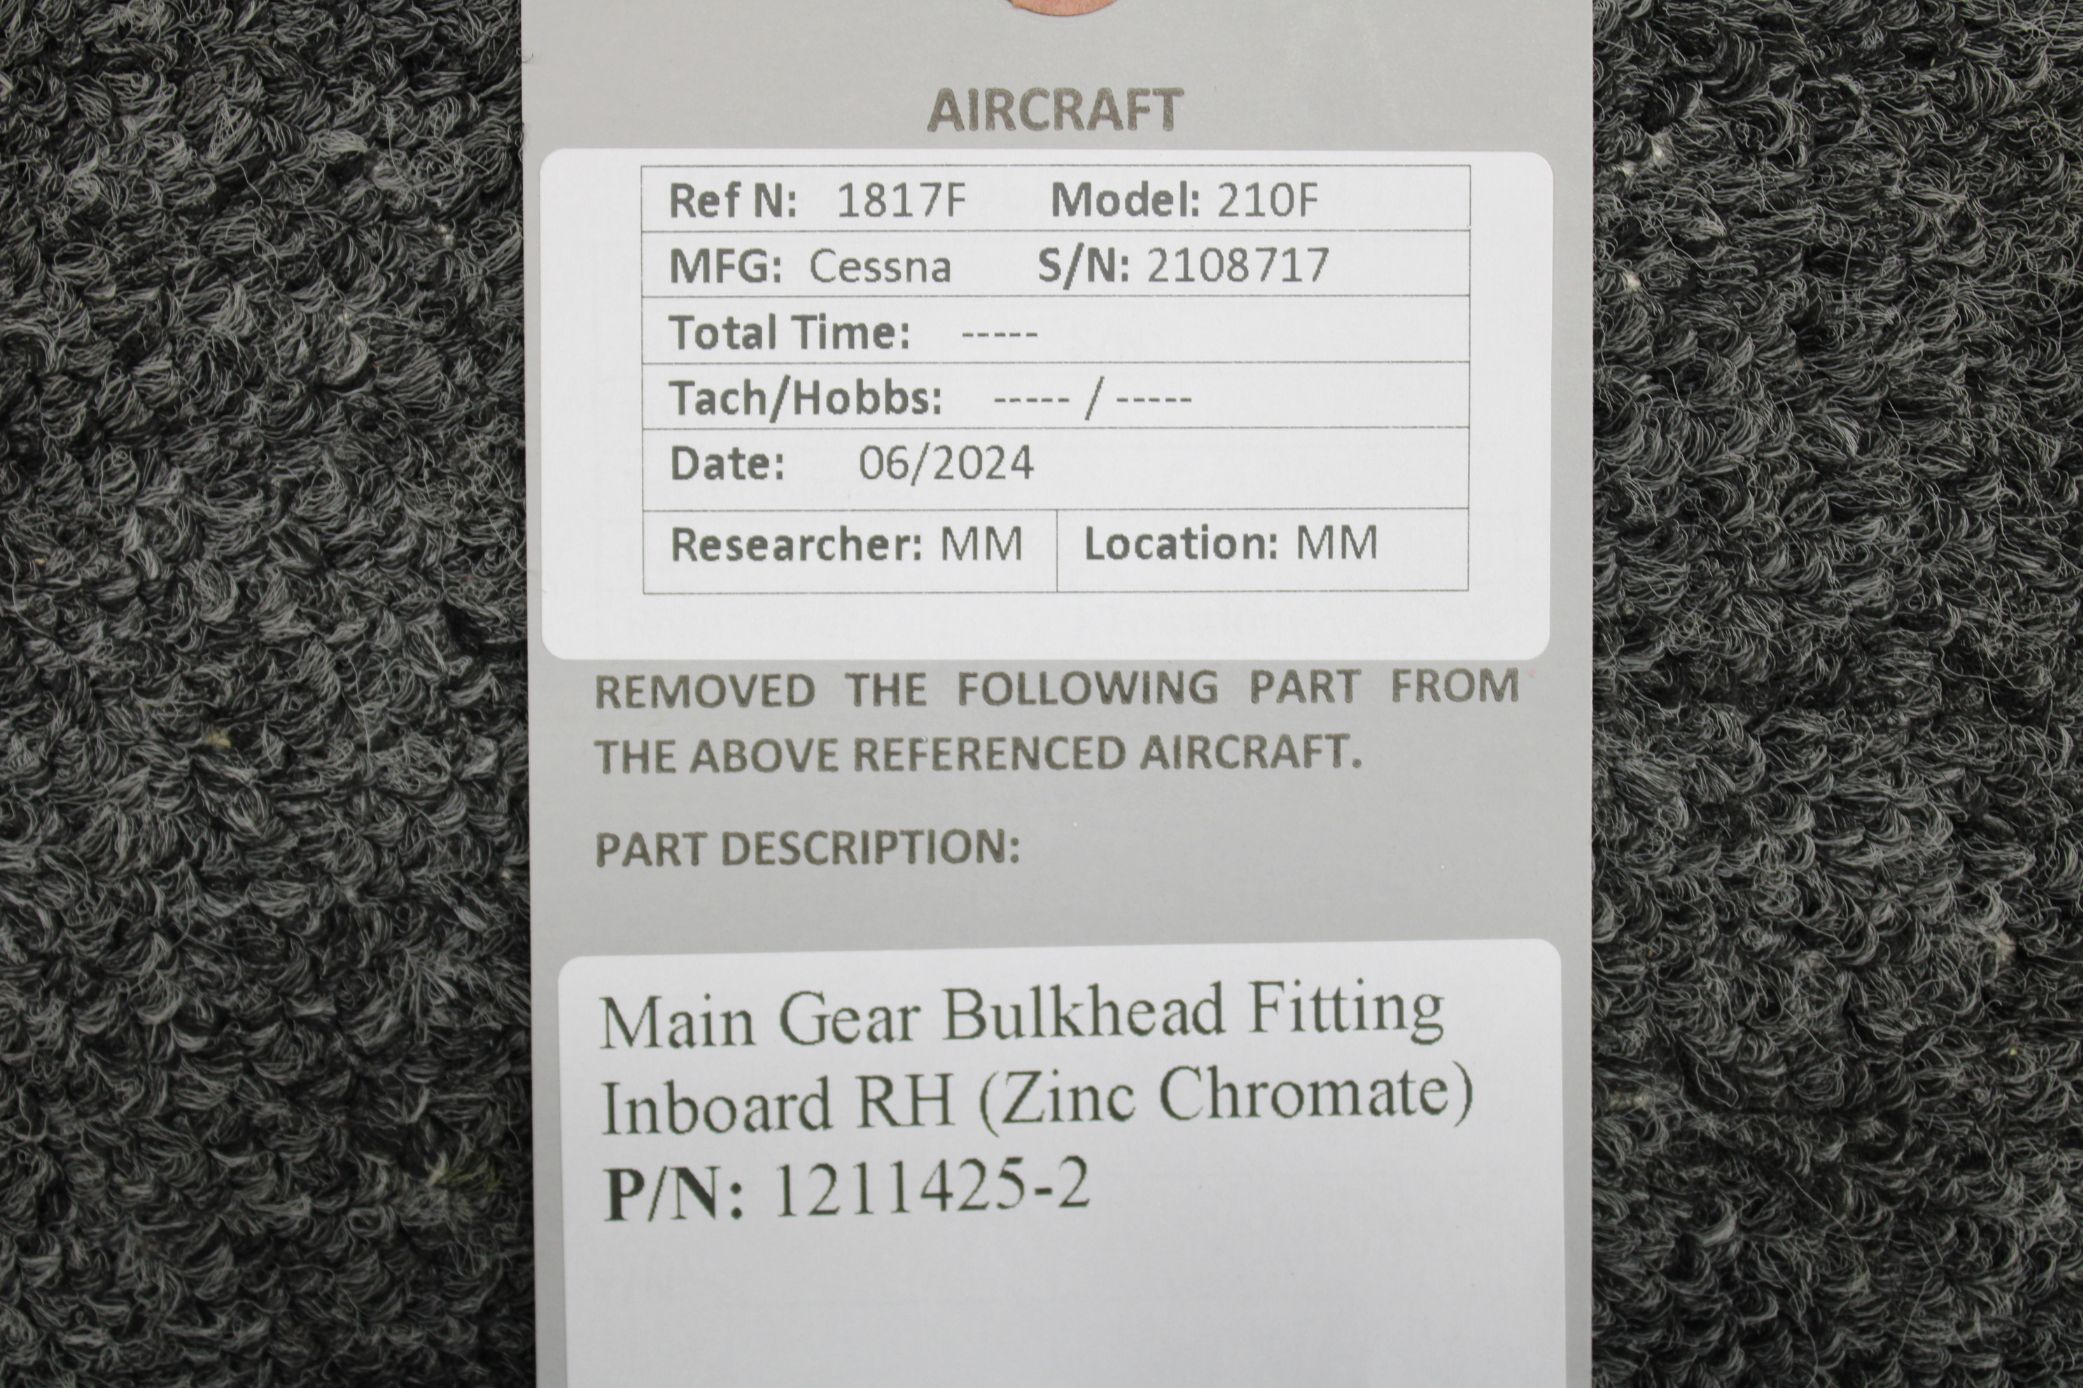 AIRCRAFT
Ref N: 1817F Model: 210F
MFG: Cessna S/N: 2108717
Total Time: -----
Tach/Hobbs: ----- / -----
Date: 06/2024
Researcher: MM Location: MM
REMOVED THE FOLLOWING PART FROM
THE ABOVE REFERENCED AIRCRAFT.
PART DESCRIPTION:
Main Gear Bulkhead Fitting
Inboard RH (Zinc Chromate)
P/N: 1211425-2